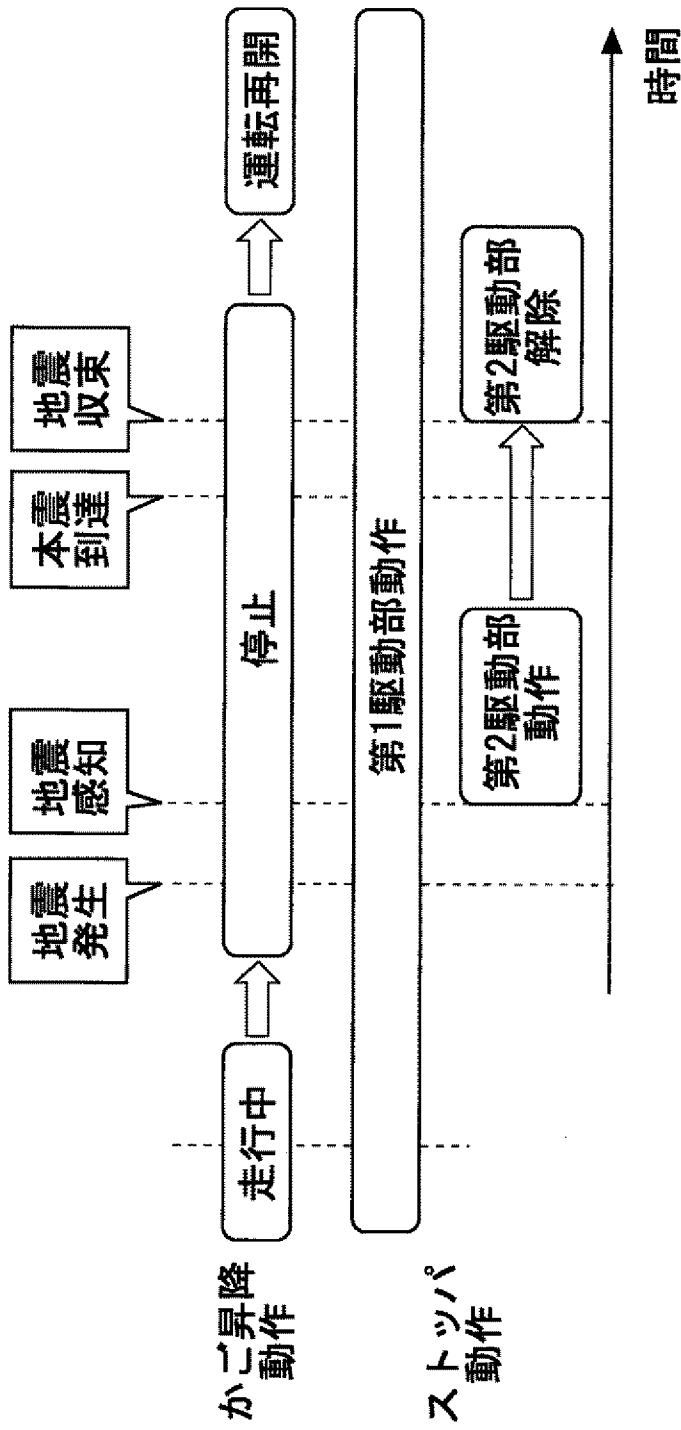 地震
発生
地震
感知
本震
到達
地震
収束
かご昇降
動作
走行中
停止
運転再開
ストッパ
動作
第1駆動部動作
第2駆動部
動作
第2駆動部
解除
時間